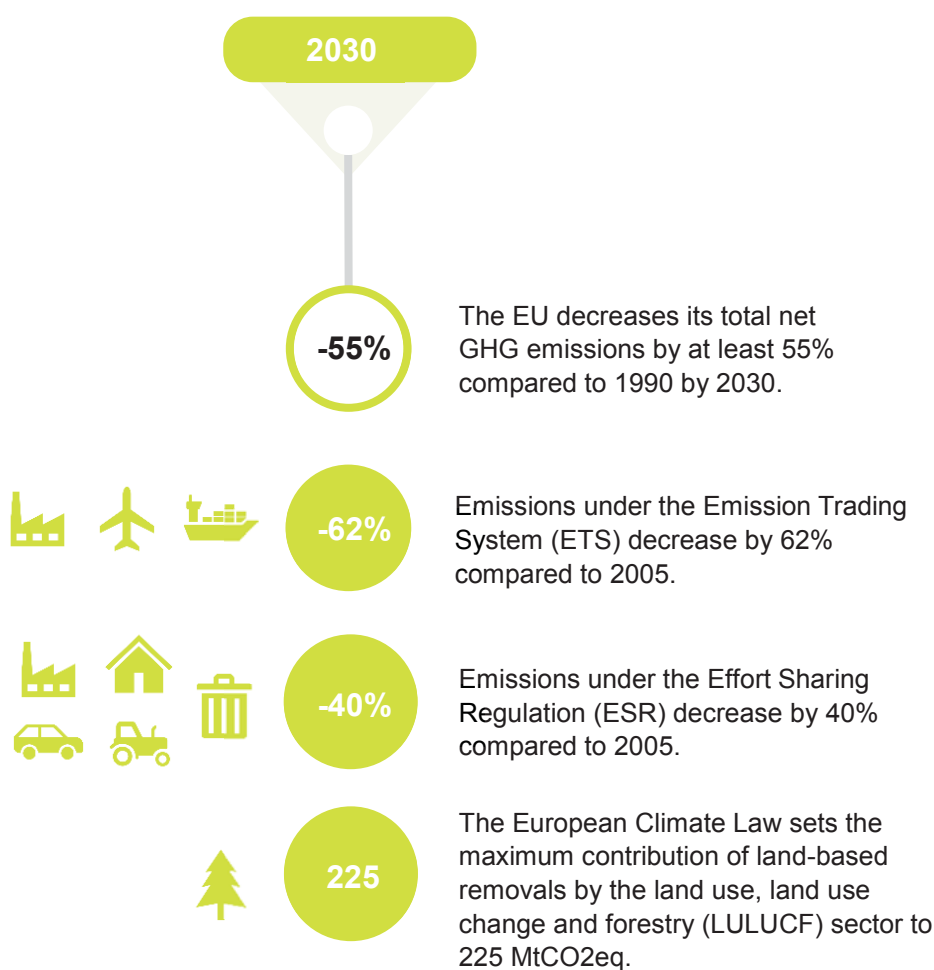 2030
-55%
The EU decreases its total net
GHG emissions by at least 55%
compared to 1990 by 2030.
-62%
Emissions under the Emission Trading
System (ETS) decrease by 62%
compared to 2005.
-40%
Emissions under the Effort Sharing
Regulation (ESR) decrease by 40%
compared to 2005.
225
The European Climate Law sets the
maximum contribution of land-based
removals by the land use, land use
change and forestry (LULUCF) sector to
225 MtCO2eq.